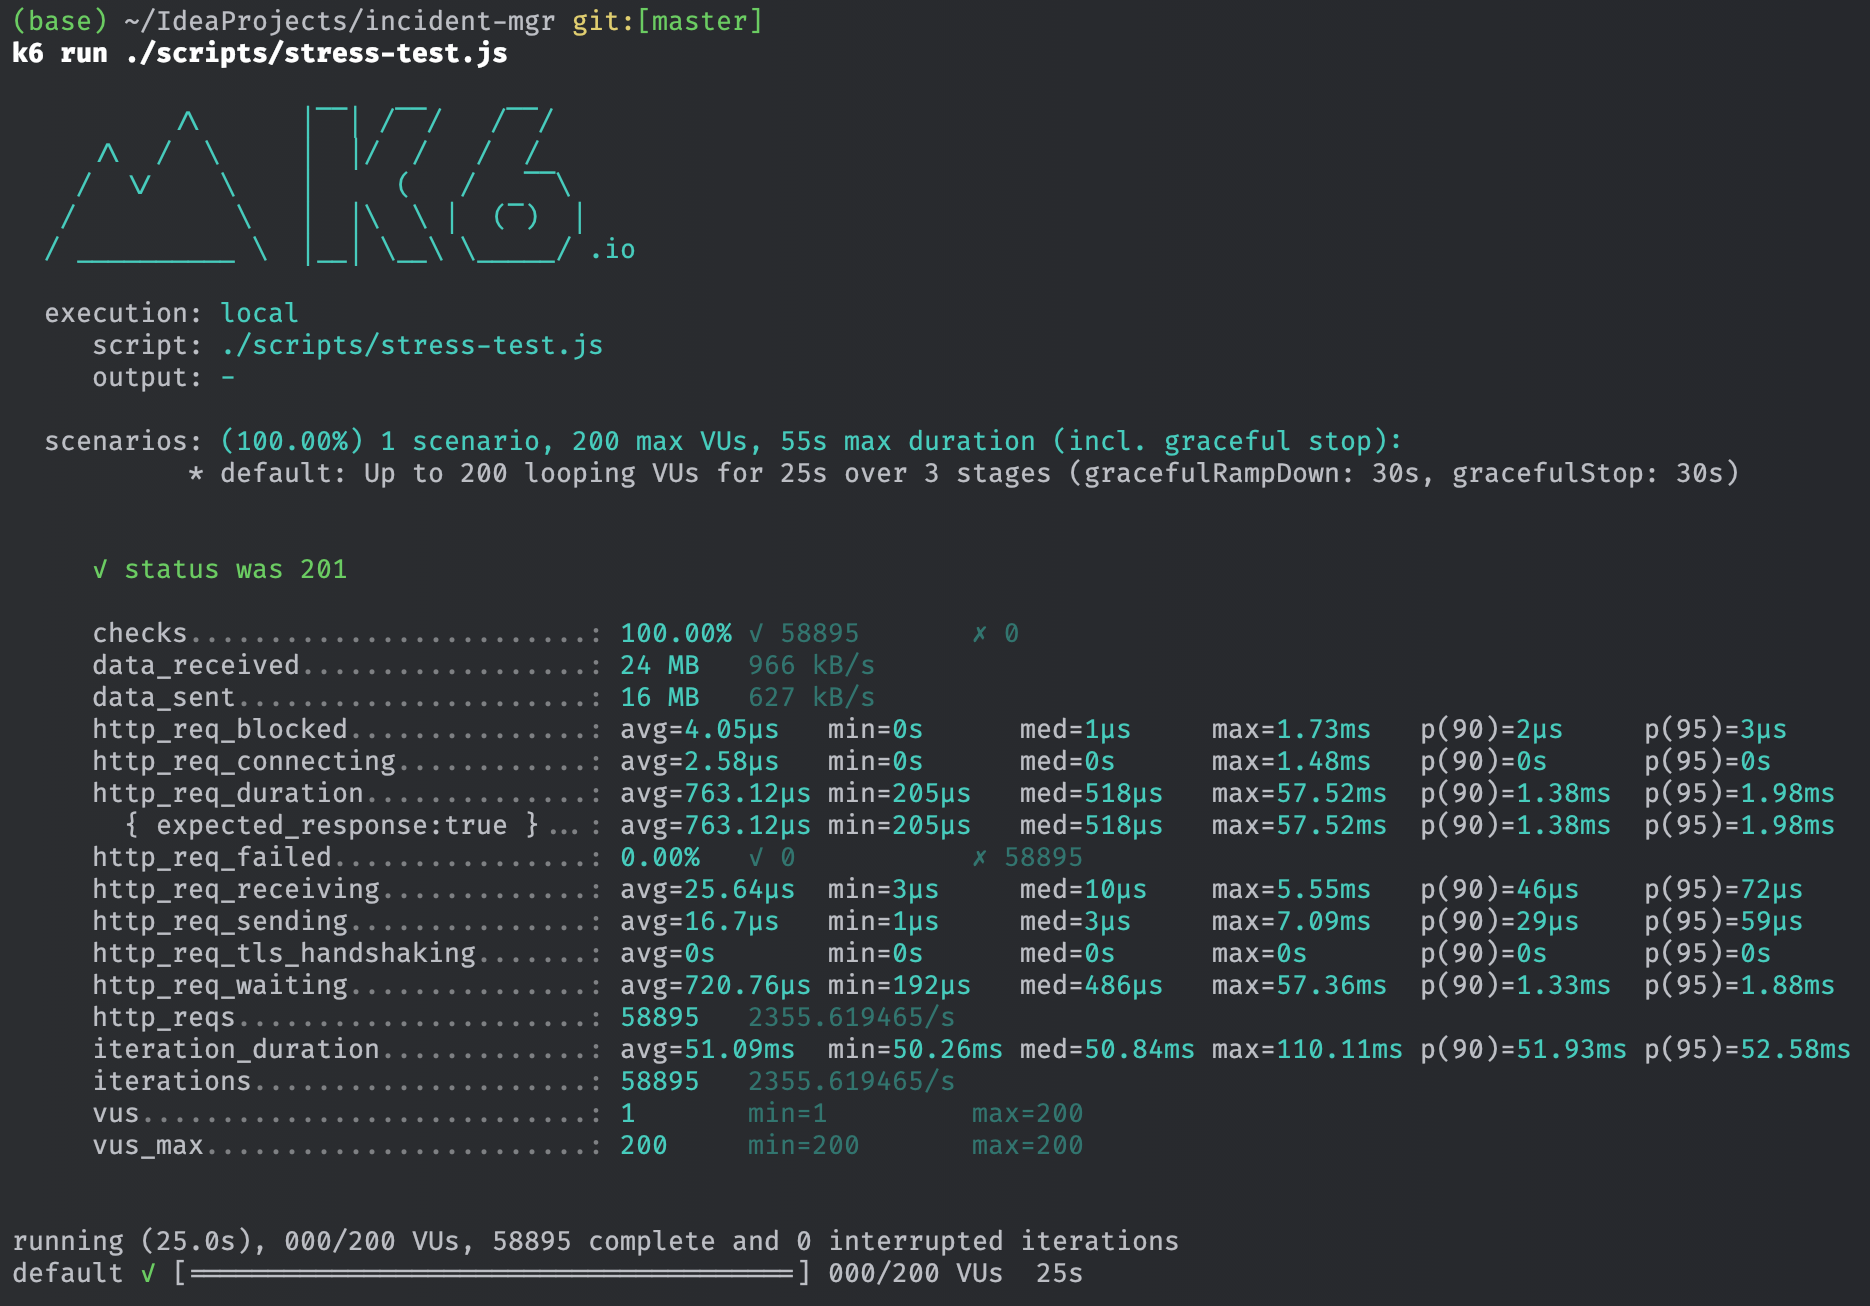 (base) ~/IdeaProjects/incident-mgr git:[master]
k6 run ./scripts/stress-test.js
          /\      |‾‾| /‾‾/   /‾‾/
     /\  /  \     |  |/  /   /  /
    /  \/    \    |     (   /   ‾‾\
   /          \   |  |\  \ |  (‾)  |
  / __________ \  |__| \__\ \_____/ .io
  execution: local
     script: ./scripts/stress-test.js
     output: -
  scenarios: (100.00%) 1 scenario, 200 max VUs, 55s max duration (incl. graceful stop):
           * default: Up to 200 looping VUs for 25s over 3 stages (gracefulRampDown: 30s, gracefulStop: 30s)
     ✓ status was 201
     checks.........................: 100.00% ✓ 58895       ✗ 0
     data_received..................: 24 MB   966 kB/s
     data_sent......................: 16 MB   627 kB/s
     http_req_blocked...............: avg=4.05µs   min=0s      med=1µs     max=1.73ms   p(90)=2µs     p(95)=3µs
     http_req_connecting............: avg=2.58µs   min=0s      med=0s      max=1.48ms   p(90)=0s      p(95)=0s
     http_req_duration..............: avg=763.12µs min=205µs   med=518µs   max=57.52ms  p(90)=1.38ms  p(95)=1.98ms
       { expected_response:true }...: avg=763.12µs min=205µs   med=518µs   max=57.52ms  p(90)=1.38ms  p(95)=1.98ms
     http_req_failed................: 0.00%   ✓ 0           ✗ 58895
     http_req_receiving.............: avg=25.64µs  min=3µs     med=10µs    max=5.55ms   p(90)=46µs    p(95)=72µs
     http_req_sending...............: avg=16.7µs   min=1µs     med=3µs     max=7.09ms   p(90)=29µs    p(95)=59µs
     http_req_tls_handshaking.......: avg=0s       min=0s      med=0s      max=0s       p(90)=0s      p(95)=0s
     http_req_waiting...............: avg=720.76µs min=192µs   med=486µs   max=57.36ms  p(90)=1.33ms  p(95)=1.88ms
     http_reqs......................: 58895   2355.619465/s
     iteration_duration.............: avg=51.09ms  min=50.26ms med=50.84ms max=110.11ms p(90)=51.93ms p(95)=52.58ms
     iterations.....................: 58895   2355.619465/s
     vus............................: 1       min=1         max=200
     vus_max........................: 200     min=200       max=200
running (25.0s), 000/200 VUs, 58895 complete and 0 interrupted iterations
default ✓ [======================================] 000/200 VUs  25s